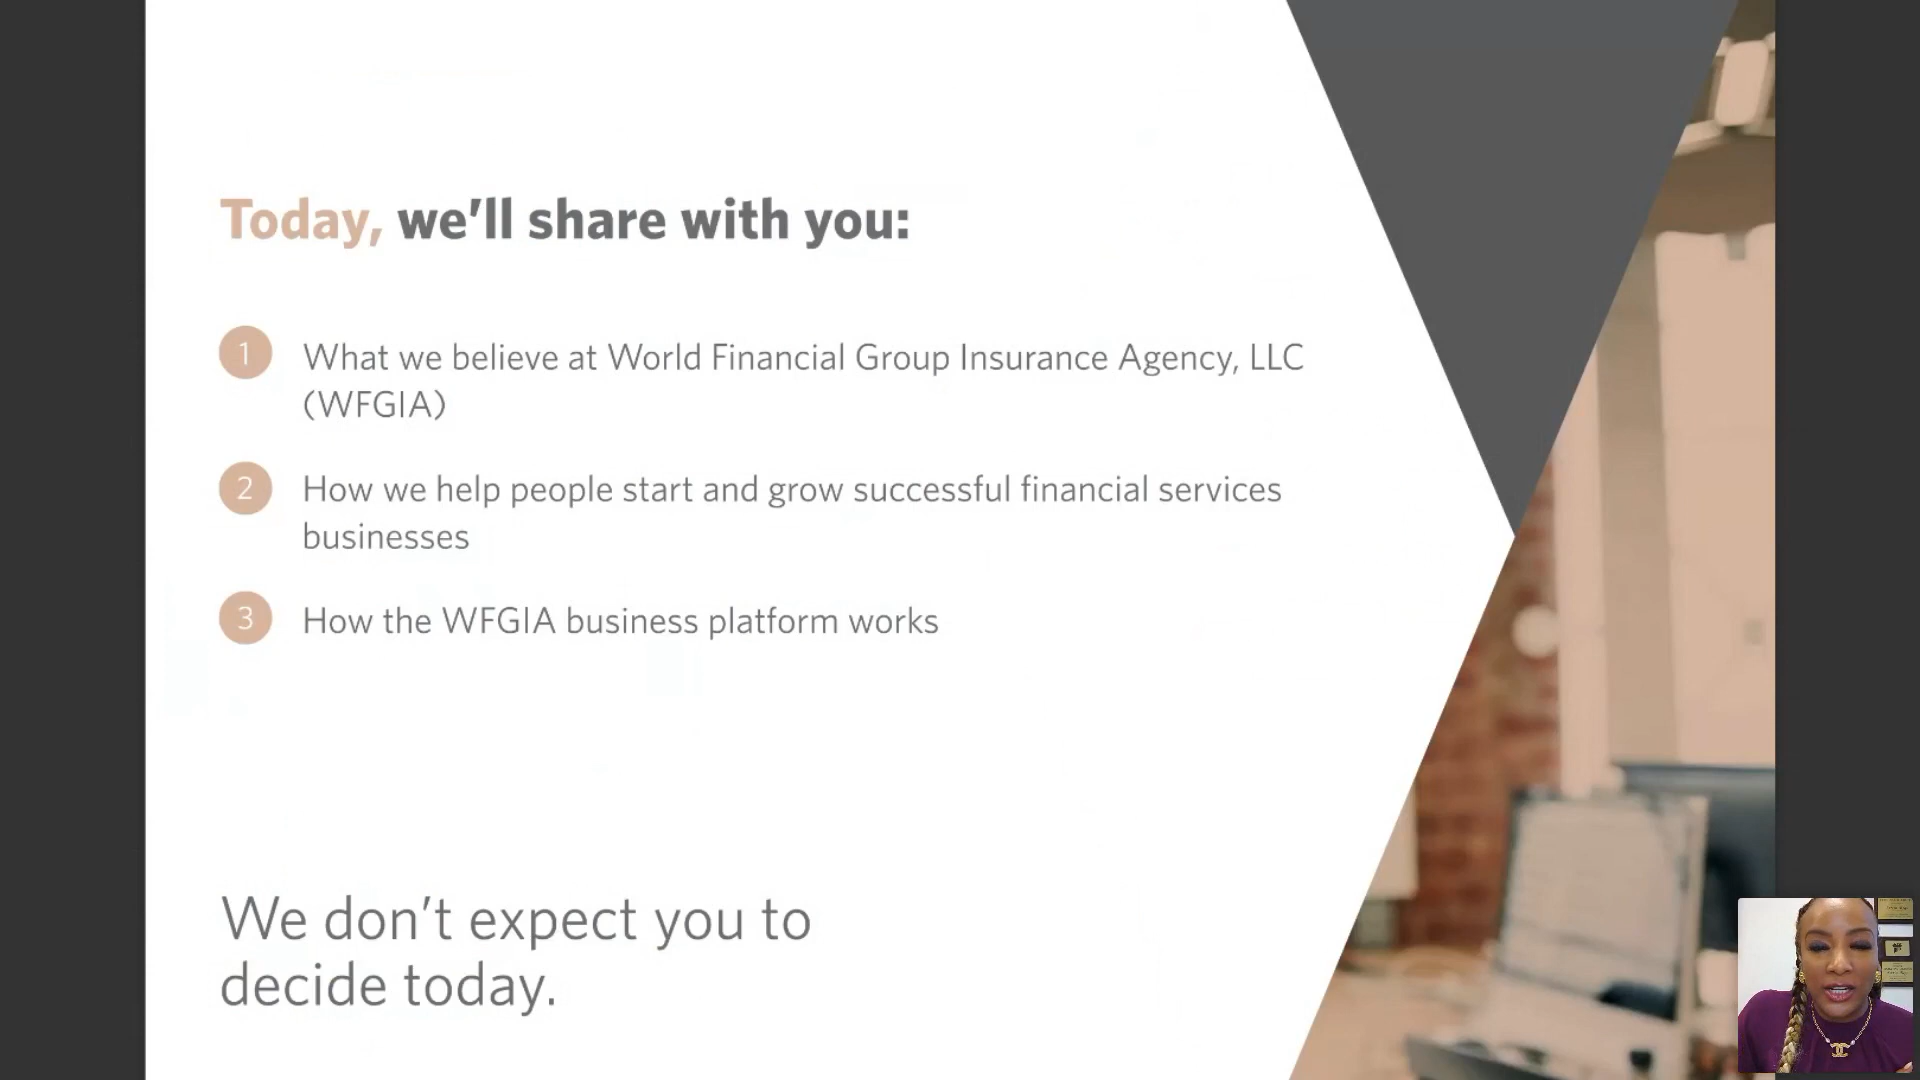 Today, we’ll share with you:
1 What we believe at World Financial Group Insurance Agency, LLC
(WFGIA)
2 How we help people start and grow successful financial services
businesses
3 How the WFGIA business platform works
We don’t expect you to
decide today.